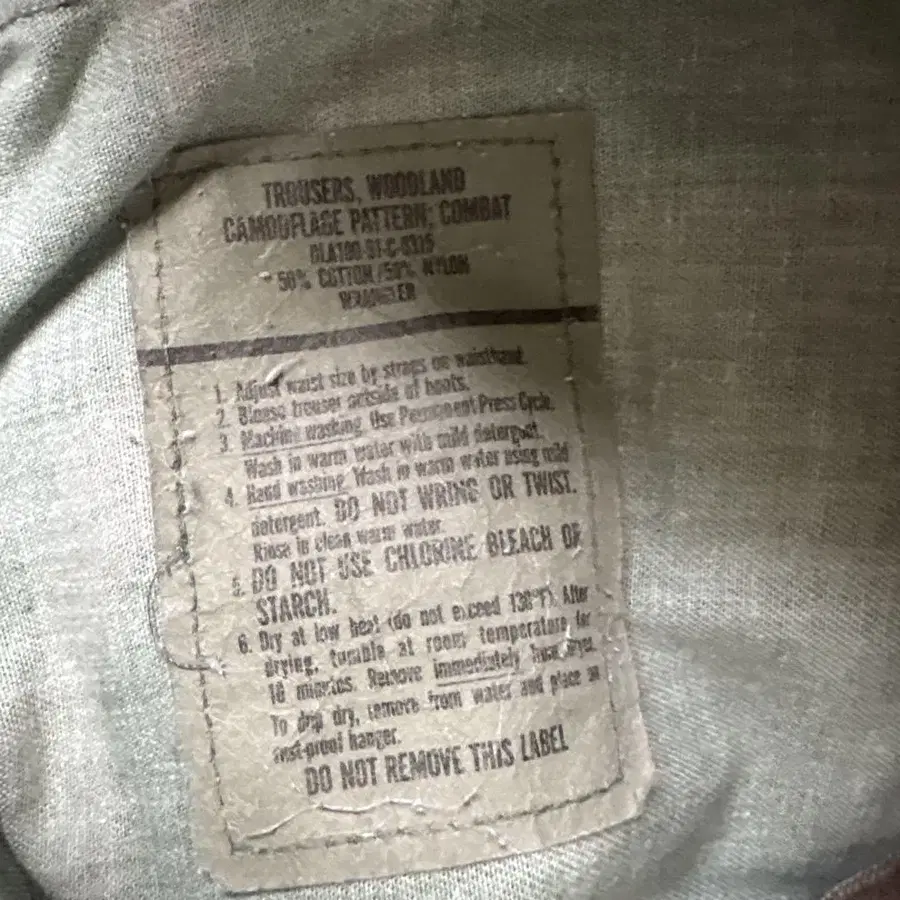 TROUSERS, WOODLAND
CAMOUFLAGE PATTERN; COMBAT
DLA100-91-C-0315
50% COTTON/50% NYLON
WRANGLER
1. Adjust waist size by straps on waistband.
2. Blouse trouser outside of boots.
3. Machine washing. Use Permanent Press Cycle.
Wash in warm water with mild detergent.
4. Hand washing. Wash in warm water using mild
detergent. DO NOT WRING OR TWIST.
Rinse in clean warm water.
5. DO NOT USE CHLORINE BLEACH OR
STARCH.
6. Dry at low heat (do not exceed 130°F). After
drying, tumble at room temperature for
10 minutes. Remove immediately from dryer.
To drip dry, remove from water and place on
rust-proof hanger.
DO NOT REMOVE THIS LABEL